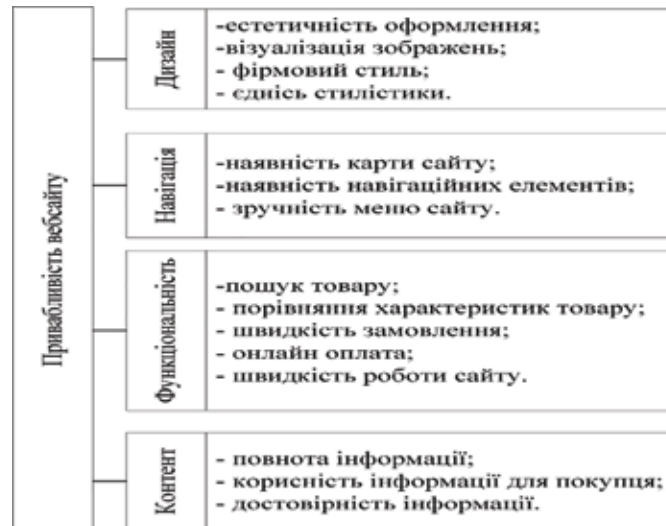 Привабливість вебсайту
Дизайн
-естетичність оформлення;
-візуалізація зображень;
- фірмовий стиль;
- єднісь стилістики.
Навігація
-наявність карти сайту;
-наявність навігаційних елементів;
- зручність меню сайту.
Функціональність
-пошук товару;
- порівняння характеристик товару;
- швидкість замовлення;
- онлайн оплата;
- швидкість роботи сайту.
Контент
- повнота інформації;
- корисність інформації для покупця;
- достовірність інформації.